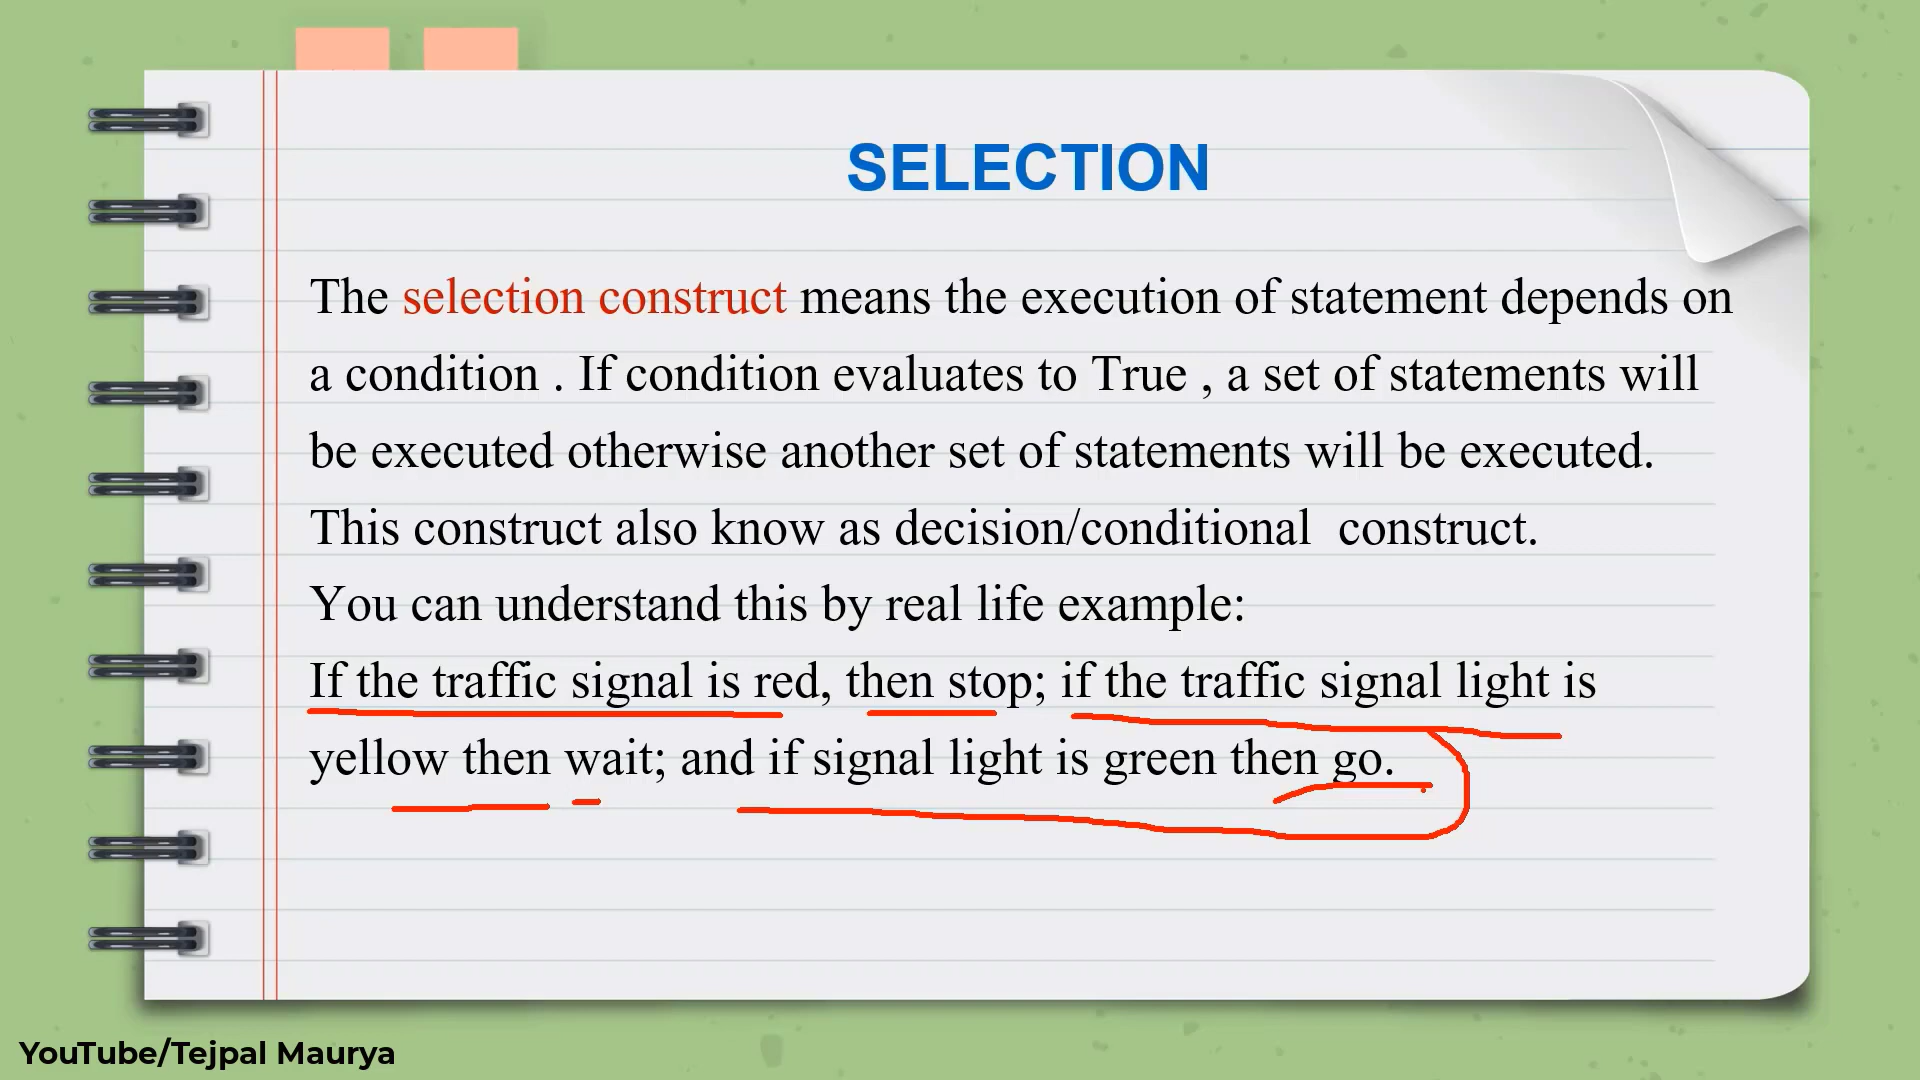 SELECTION
The selection construct means the execution of statement depends on
a condition . If condition evaluates to True , a set of statements will
be executed otherwise another set of statements will be executed.
This construct also know as decision/conditional  construct.
You can understand this by real life example:
If the traffic signal is red, then stop; if the traffic signal light is
yellow then wait; and if signal light is green then go.
YouTube/Tejpal Maurya